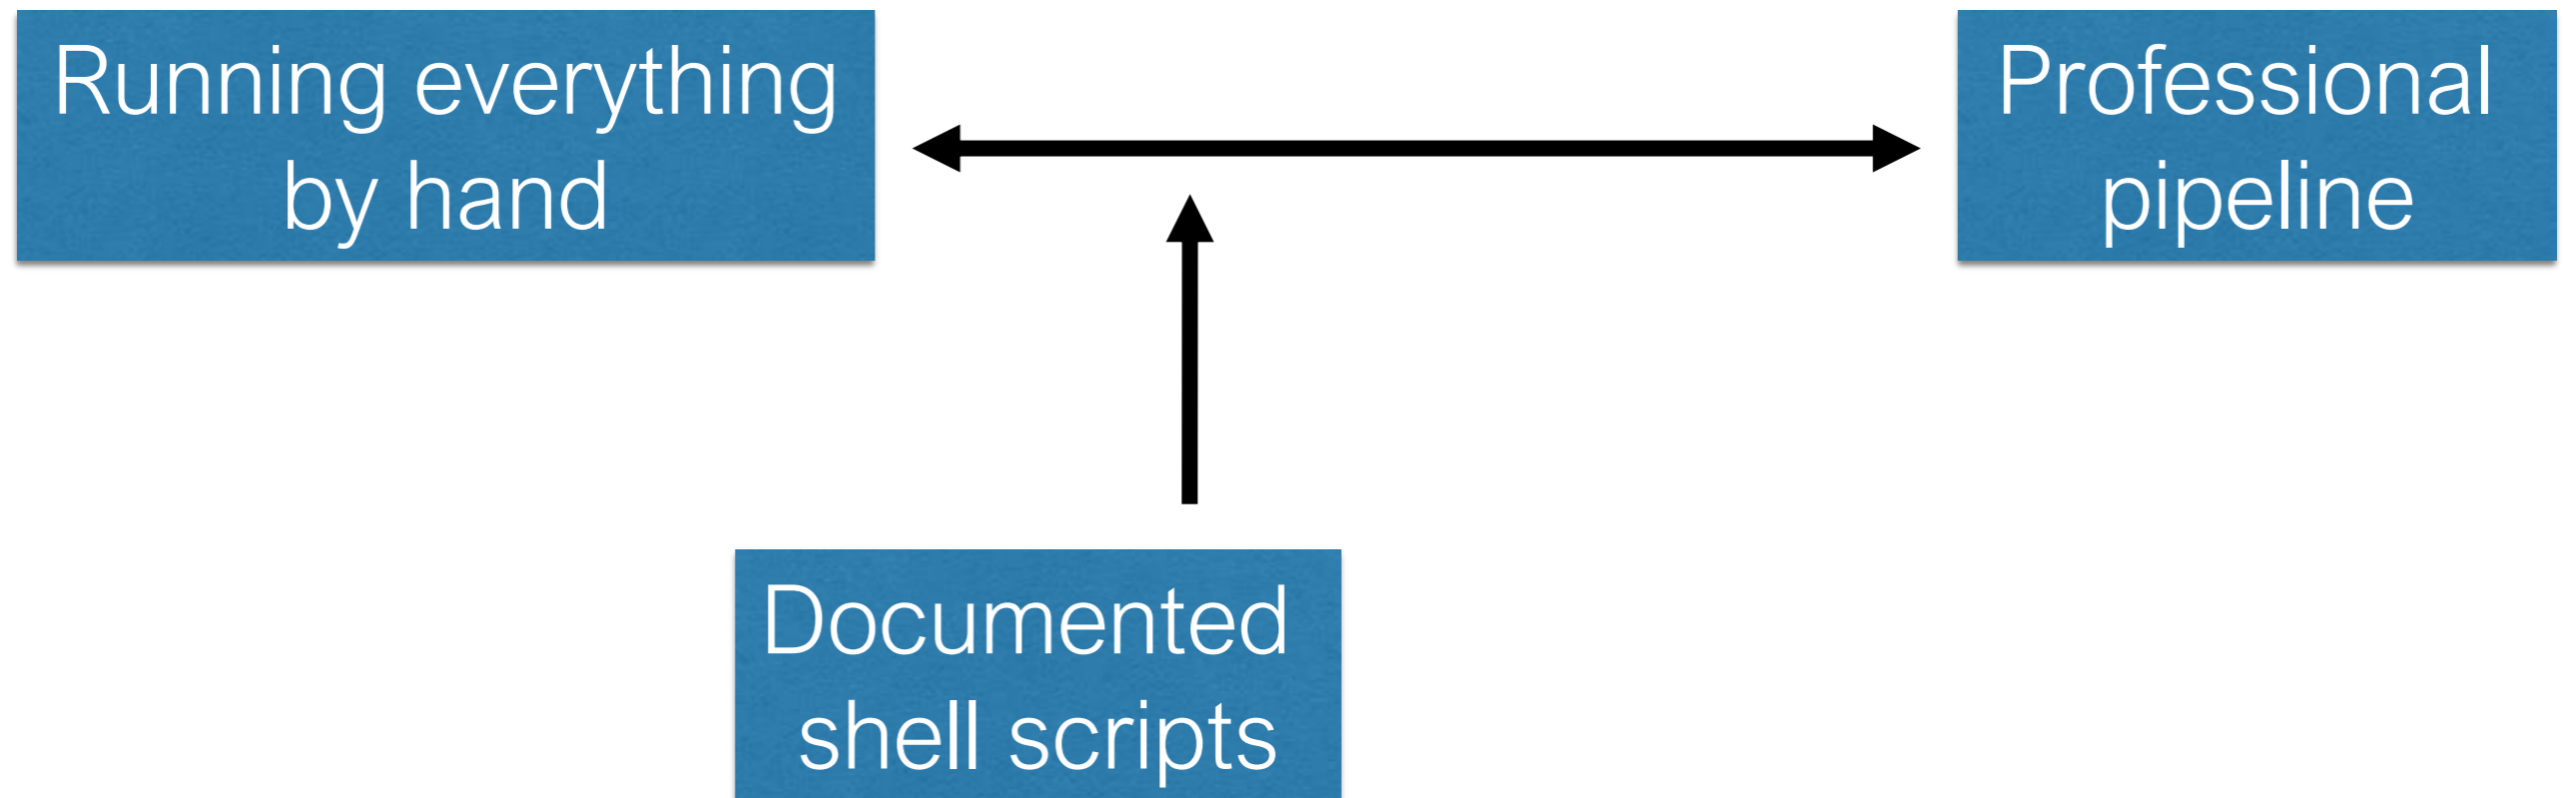 Running everything
by hand
Professional
pipeline
Documented
shell scripts